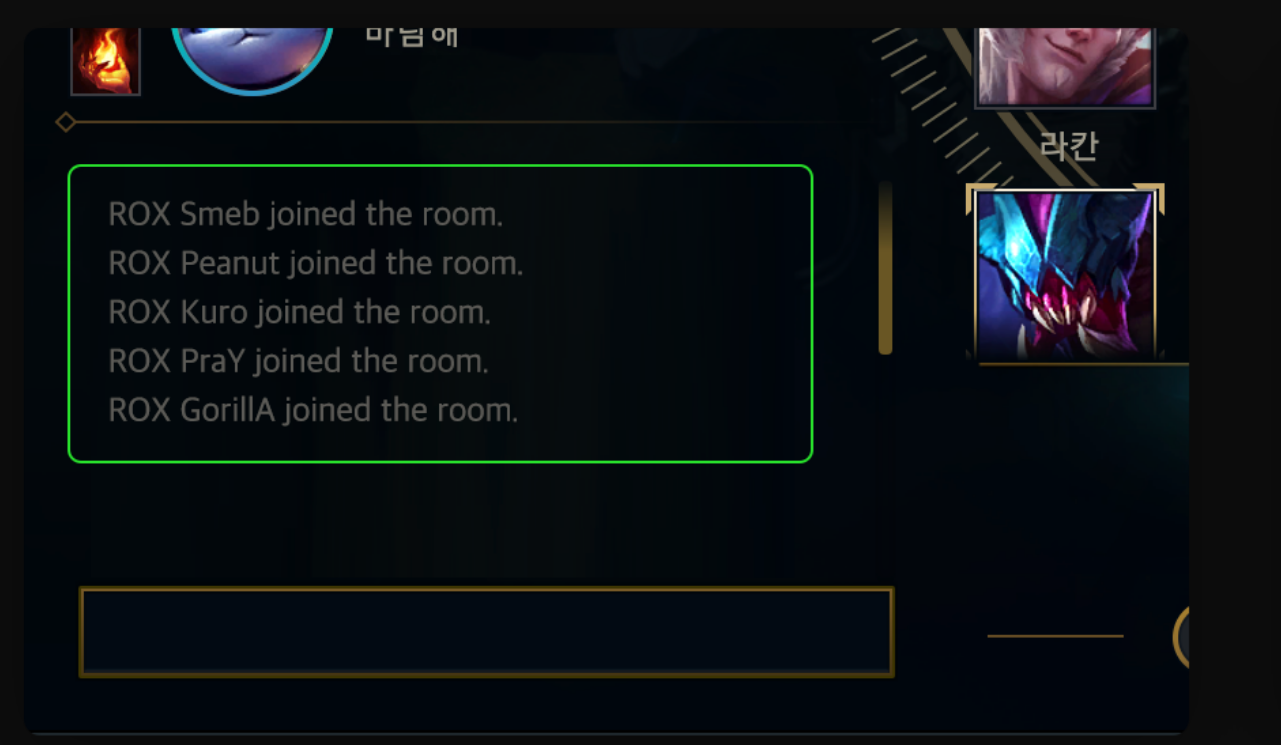 라칸
ROX Smeb joined the room.
ROX Peanut joined the room.
ROX Kuro joined the room.
ROX PraY joined the room.
ROX GorillA joined the room.